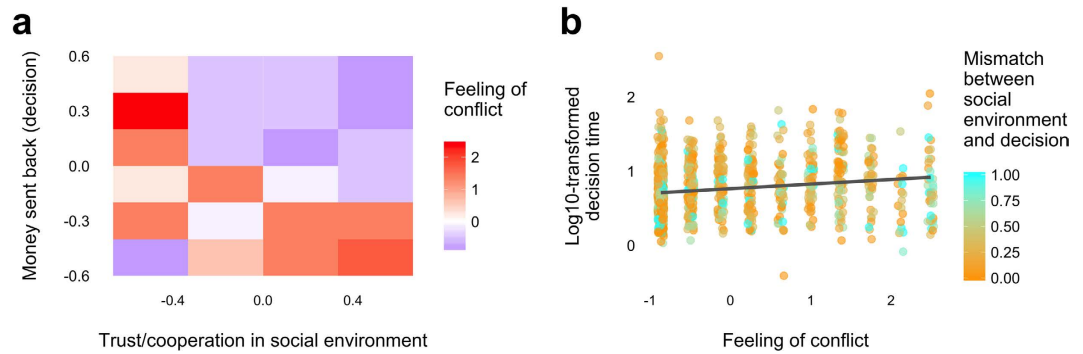 a
Money sent back (decision)
0.6
0.3
0.0
-0.3
-0.6
-0.4
0.0
0.4
Trust/cooperation in social environment
Feeling of
conflict
2
1
0
b
Log10-transformed
decision time
2
1
0
-1
0
1
2
Feeling of conflict
Mismatch
between
social
environment
and decision
1.00
0.75
0.50
0.25
0.00